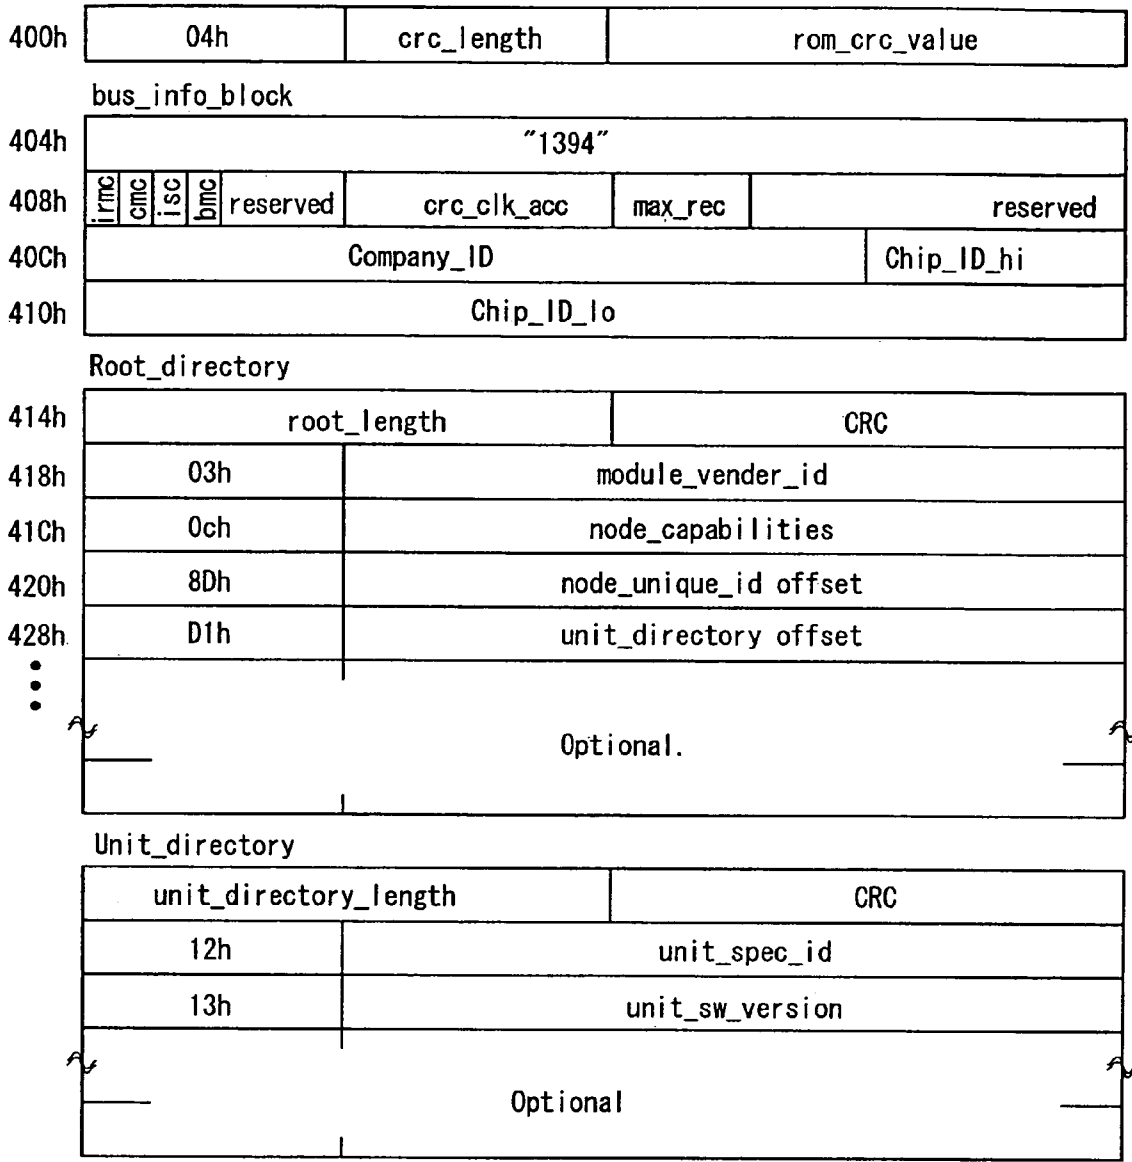 400h 04h crc_length rom_crc_value
bus_info_block
404h "1394"
408h irmc cmc isc bmc reserved crc_clk_acc max_rec reserved
40Ch Company_ID Chip_ID_hi
410h Chip_ID_lo
Root_directory
414h root_length CRC
418h 03h module_vender_id
41Ch 0ch node_capabilities
420h 8Dh node_unique_id offset
428h. D1h unit_directory offset
Optional.
Unit_directory
unit_directory_length CRC
12h unit_spec_id
13h unit_sw_version
Optional